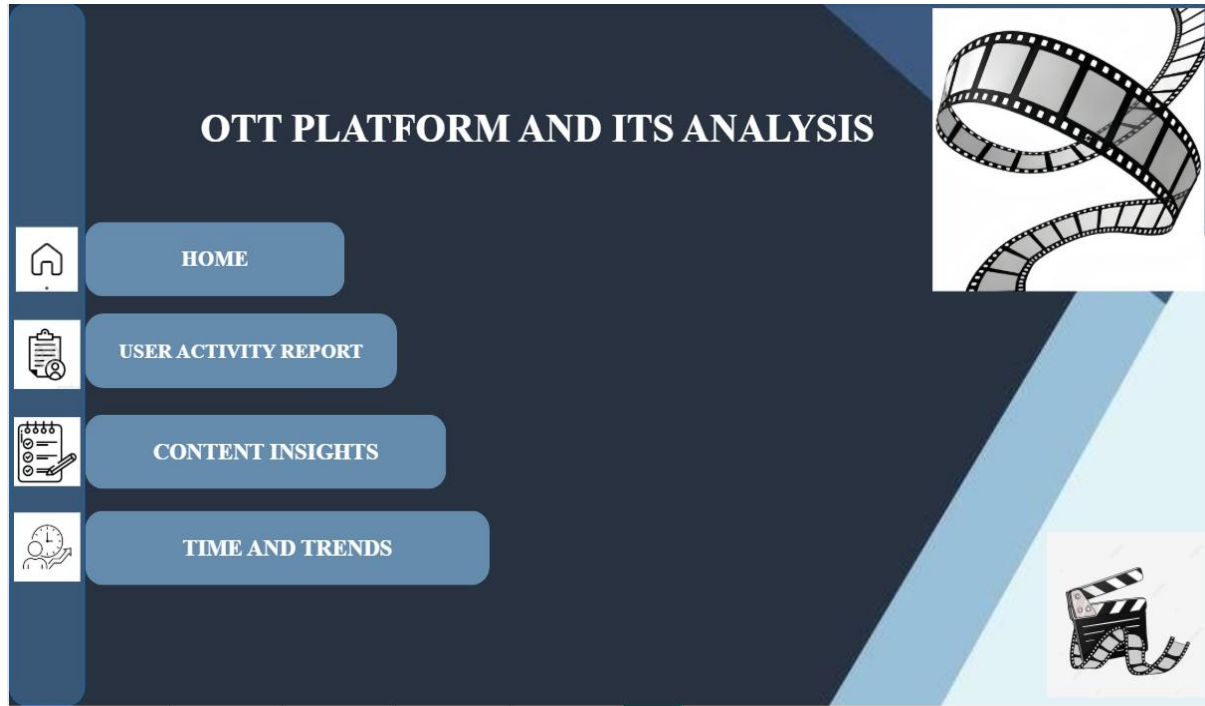 OTT PLATFORM AND ITS ANALYSIS
HOME
USER ACTIVITY REPORT
CONTENT INSIGHTS
TIME AND TRENDS